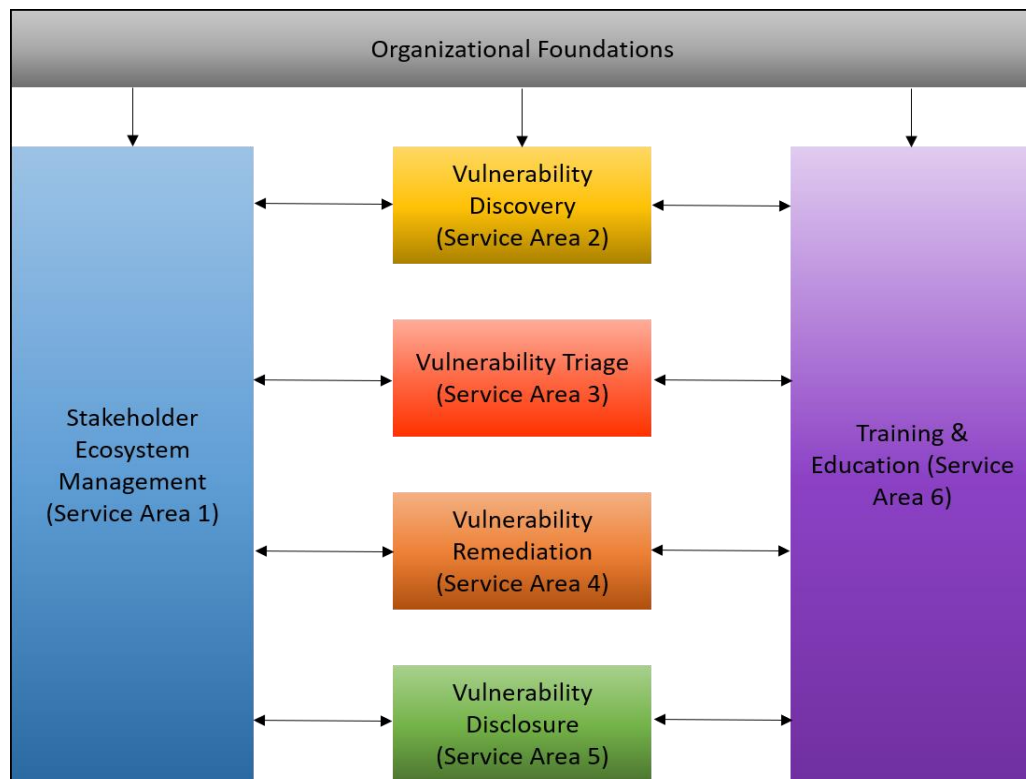 Organizational Foundations
Vulnerability
Discovery
(Service Area 2)
Vulnerability Triage
(Service Area 3)
Stakeholder
Ecosystem
Management
(Service Area 1)
Training &
Education (Service
Area 6)
Vulnerability
Remediation
(Service Area 4)
Vulnerability
Disclosure
(Service Area 5)